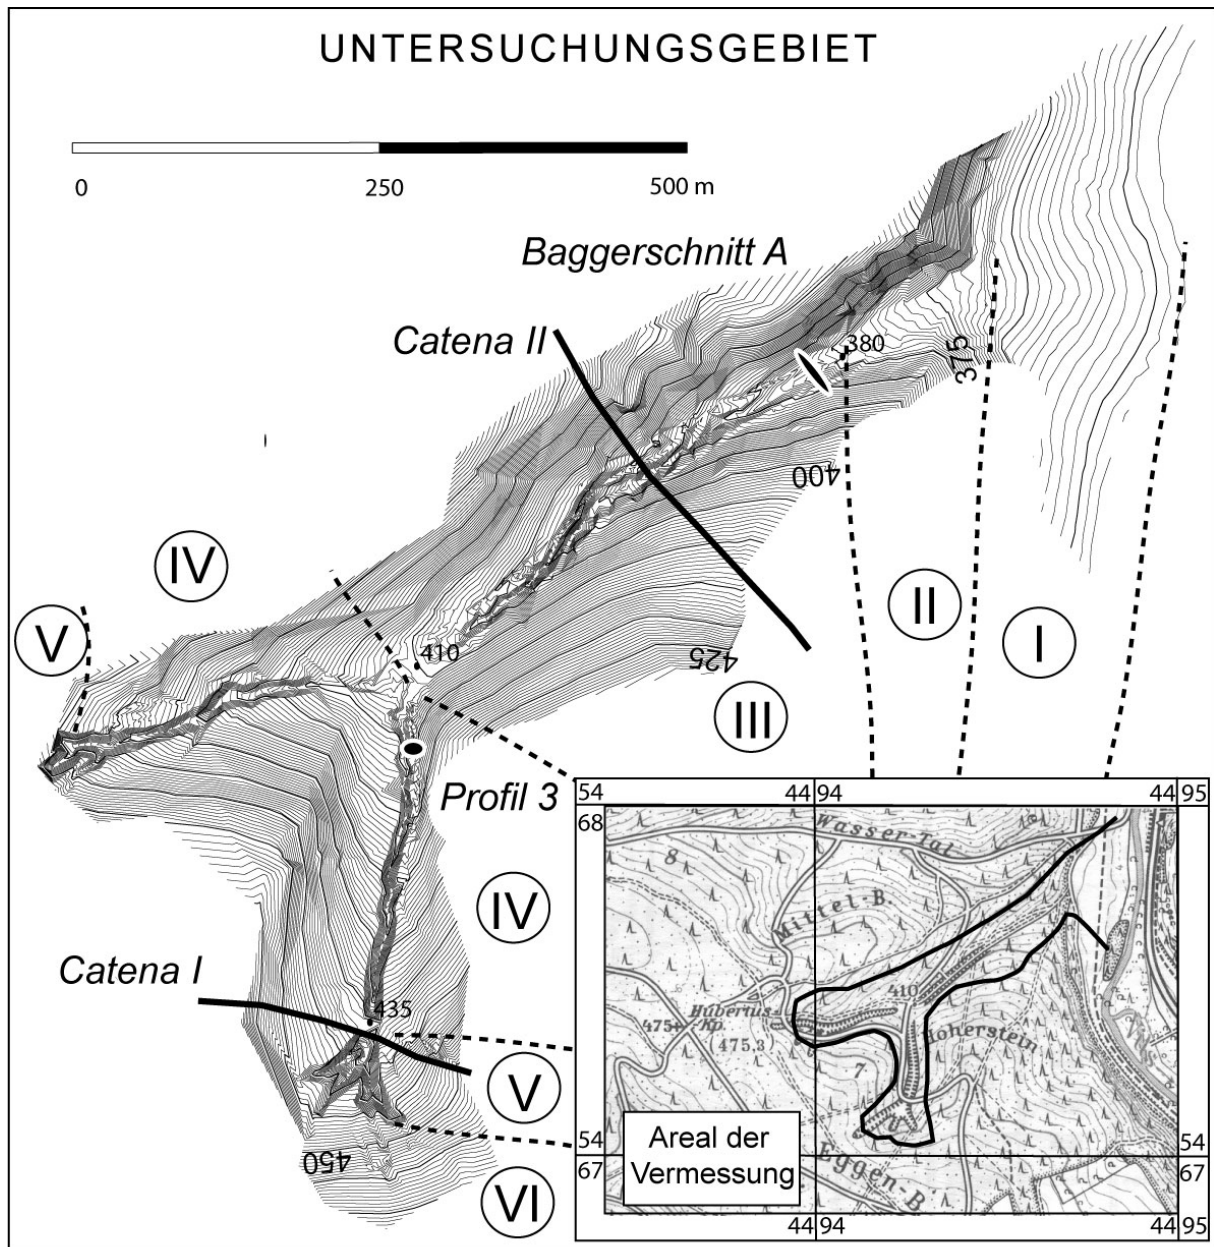 UNTERSUCHUNGSGEBIET
0
250
500 m
Baggerschnitt A
Catena II
380
375
400
IV
II
V
I
410
425
III
Profil 3
54
44 94
44 95
68
Wasser-Tal
8
Mittel-B.
IV
Catena I
410
Hubertus-
475
Kp.
(475,3)
Hoherstein
435
7
V
Areal der
Vermessung
54
54
450
67
67
Eggen-B
VI
44 94
44 95